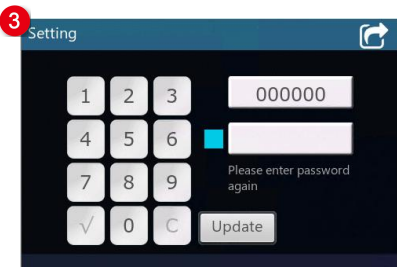 3
Setting
1 2 3 000000
4 5 6
Please enter password
again
7 8 9
√ 0 C Update